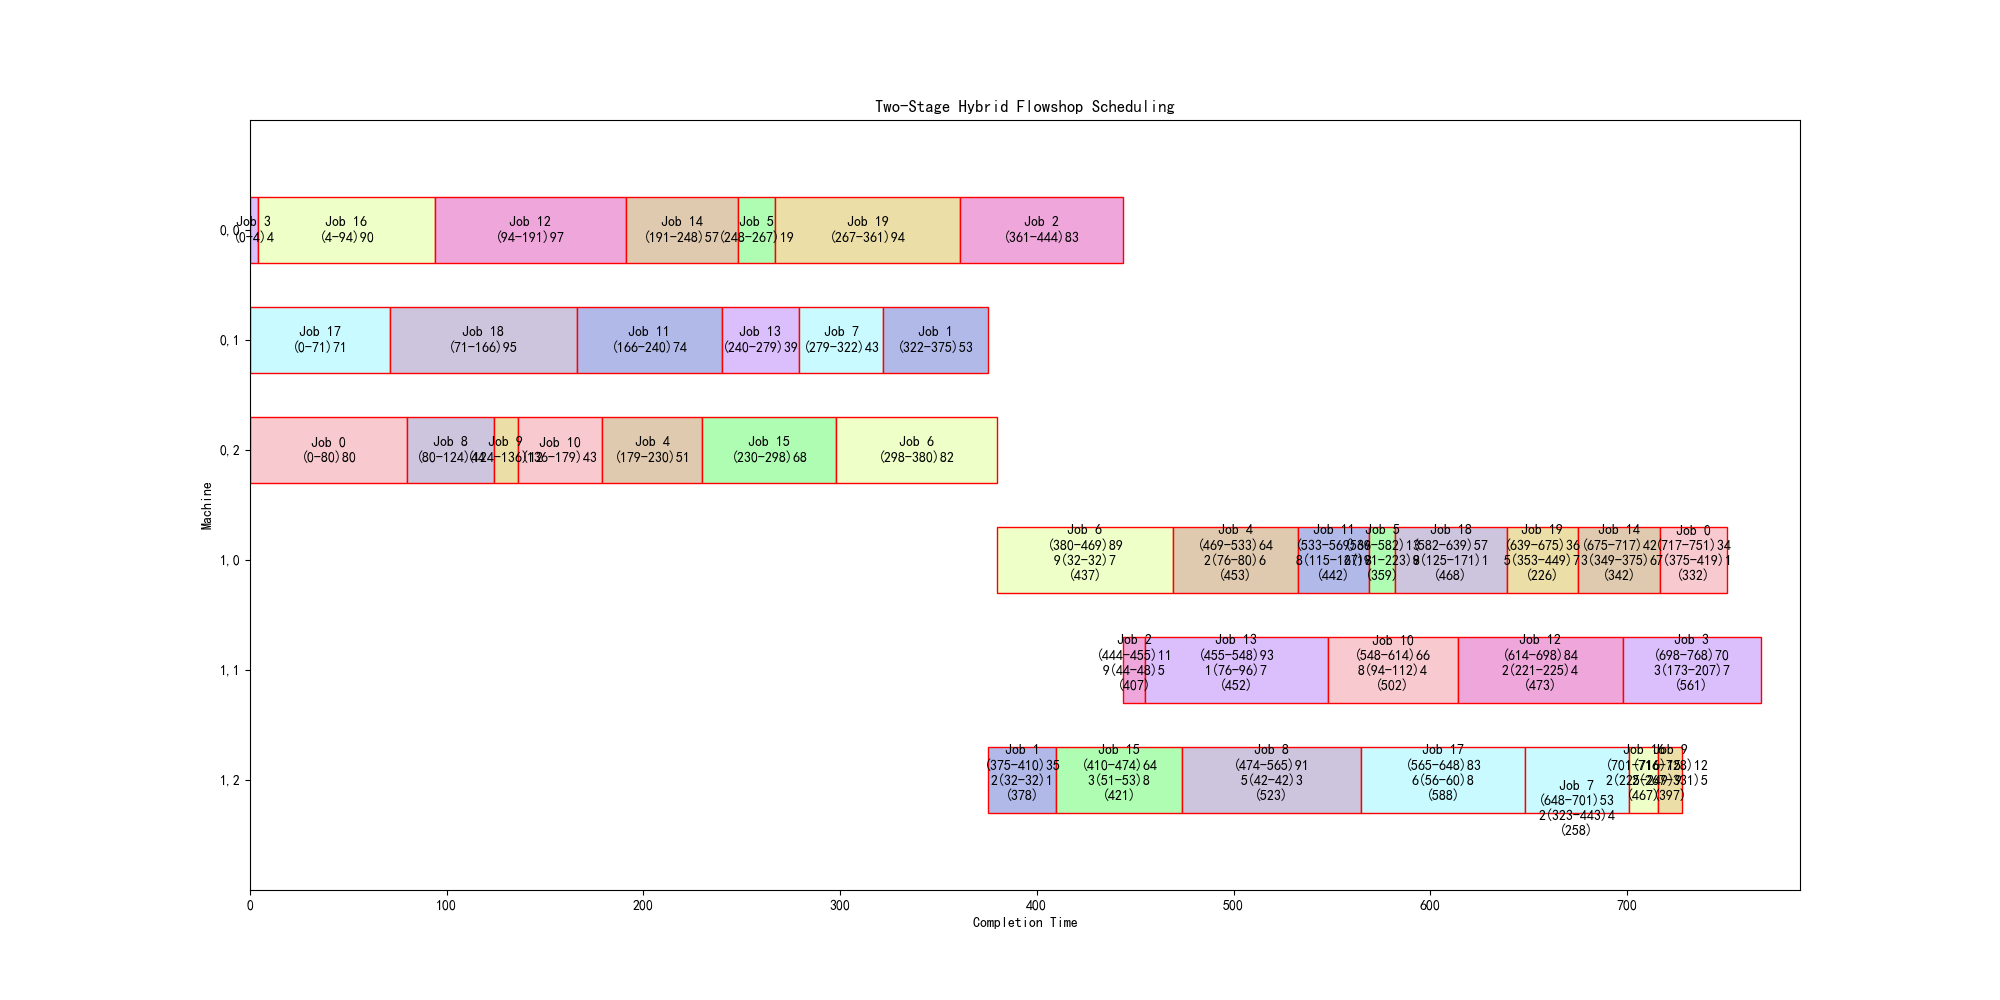 Two-Stage Hybrid Flowshop Scheduling
Machine
0,0
Job 3
(0-4)4
Job 16
(4-94)90
Job 12
(94-191)97
Job 14
(191-248)57
Job 5
(248-267)19
Job 19
(267-361)94
Job 2
(361-444)83
0,1
Job 17
(0-71)71
Job 18
(71-166)95
Job 11
(166-240)74
Job 13
(240-279)39
Job 7
(279-322)43
Job 1
(322-375)53
0,2
Job 0
(0-80)80
Job 8
(80-124)44
Job 9
(124-136)12
Job 10
(136-179)43
Job 4
(179-230)51
Job 15
(230-298)68
Job 6
(298-380)82
1,0
Job 6
(380-469)89
9(32-32)7
(437)
Job 4
(469-533)64
2(76-80)6
(453)
Job 11
(533-569)36
(442)
Job 5
(569-582)13
(359)
Job 18
(582-639)57
(125-171)1
(468)
Job 19
(639-675)36
5(353-449)7
(226)
Job 14
(675-717)42
3(349-375)6
(342)
Job 0
(717-751)34
7(375-419)1
(332)
1,1
Job 2
(444-455)11
9(44-48)5
(407)
Job 13
(455-548)93
1(76-96)7
(452)
Job 10
(548-614)66
8(94-112)4
(502)
Job 12
(614-698)84
2(221-225)4
(473)
Job 3
(698-768)70
3(173-207)7
(561)
1,2
Job 1
(375-410)35
2(32-32)1
(378)
Job 15
(410-474)64
3(51-53)8
(421)
Job 8
(474-565)91
5(42-42)3
(523)
Job 17
(565-648)83
6(56-60)8
(588)
Job 7
(648-701)53
2(323-443)4
(258)
Job 16
(701-716)15
(467)
Job 9
(716-728)12
(397)
0
100
200
300
400
500
600
700
Completion Time